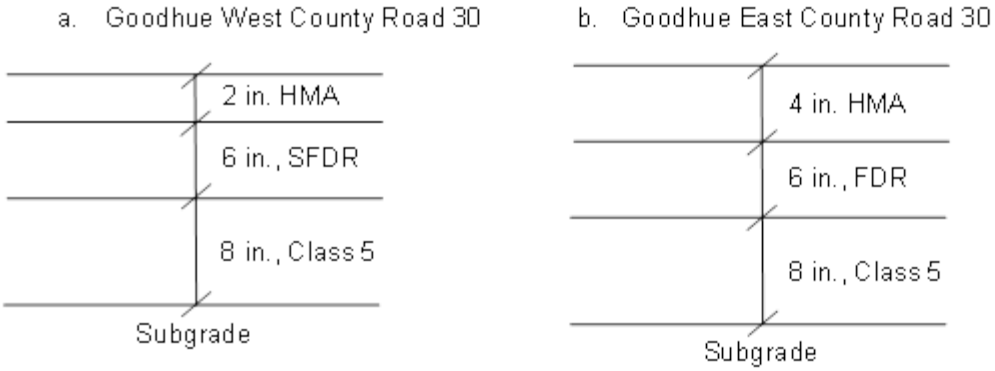 a. Goodhue West County Road 30
2 in. HMA
6 in., SFDR
8 in., Class 5
Subgrade
b. Goodhue East County Road 30
4 in. HMA
6 in., FDR
8 in., Class 5
Subgrade